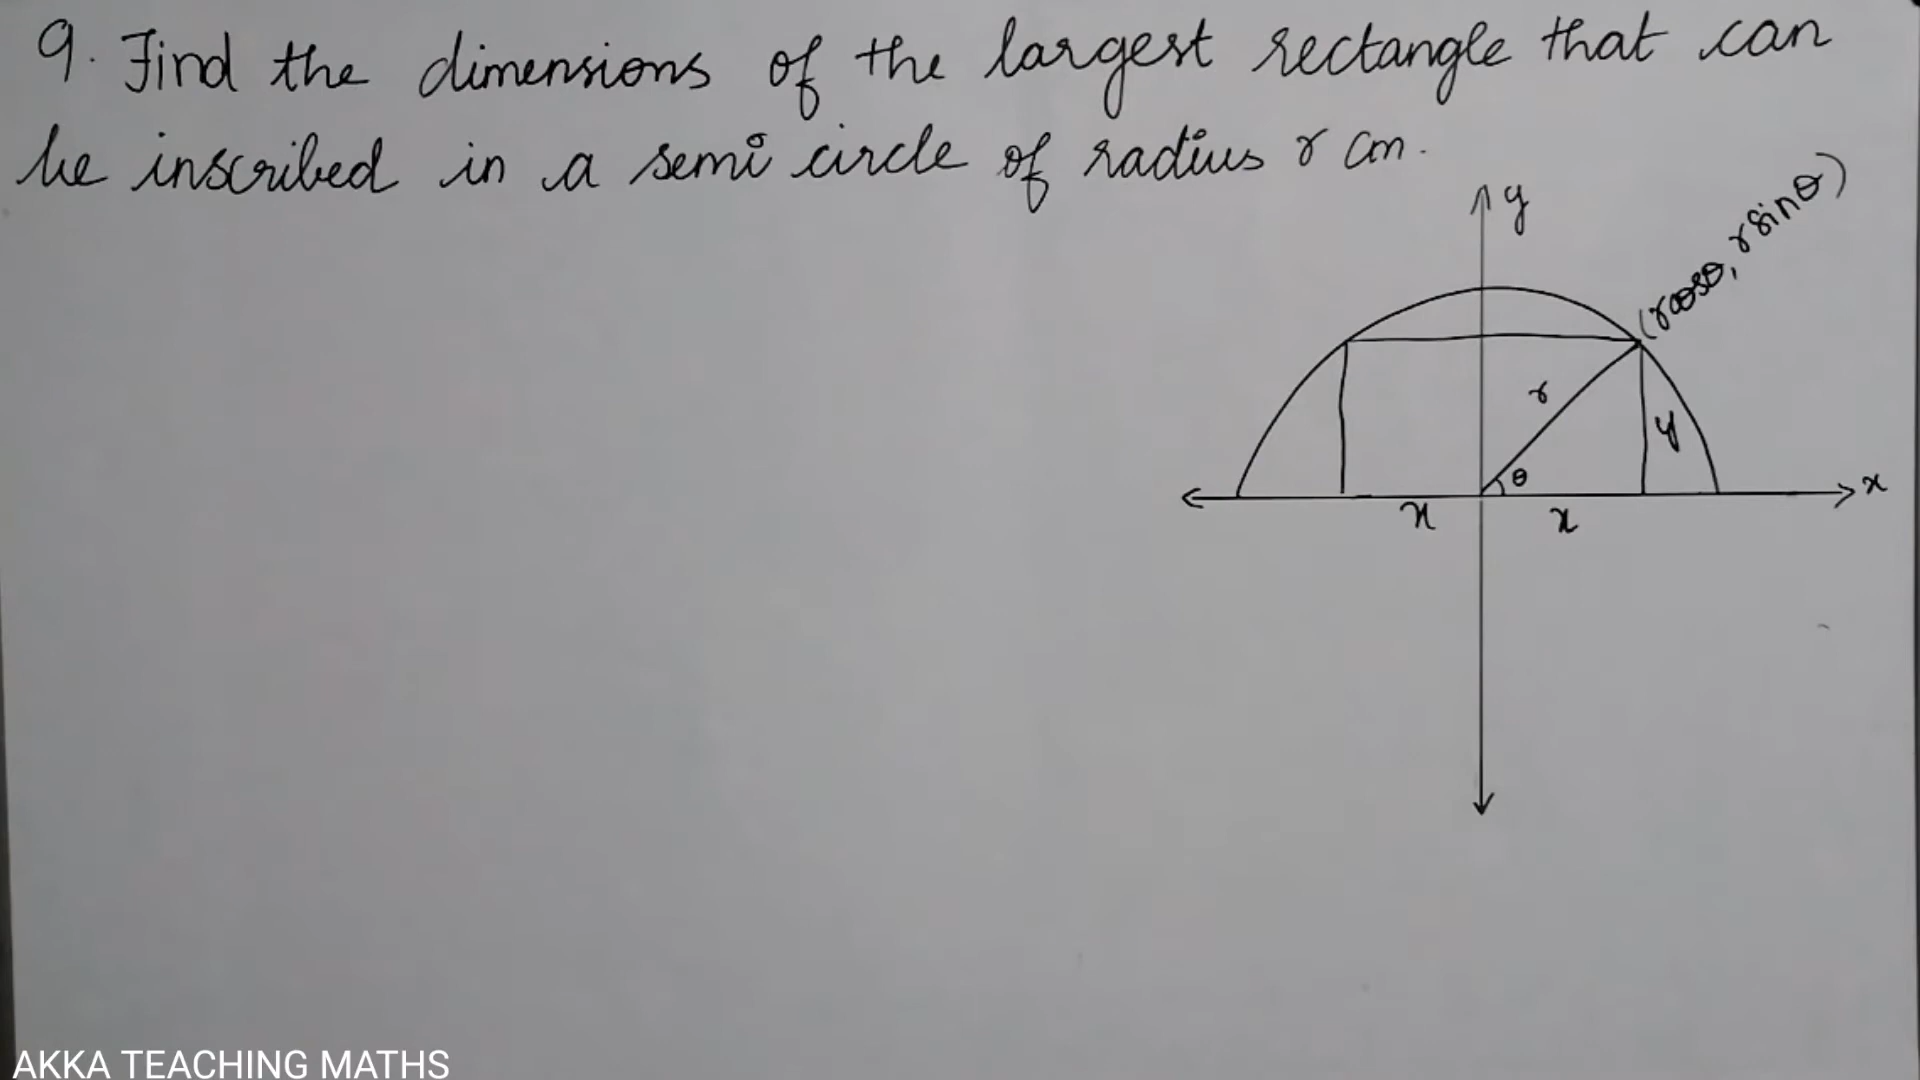 9. Find the dimensions of the largest rectangle that can
be inscribed in a semi circle of radius r cm.
y
(r cosθ, r sinθ)
r
y
θ
x
x
x
AKKA TEACHING MATHS